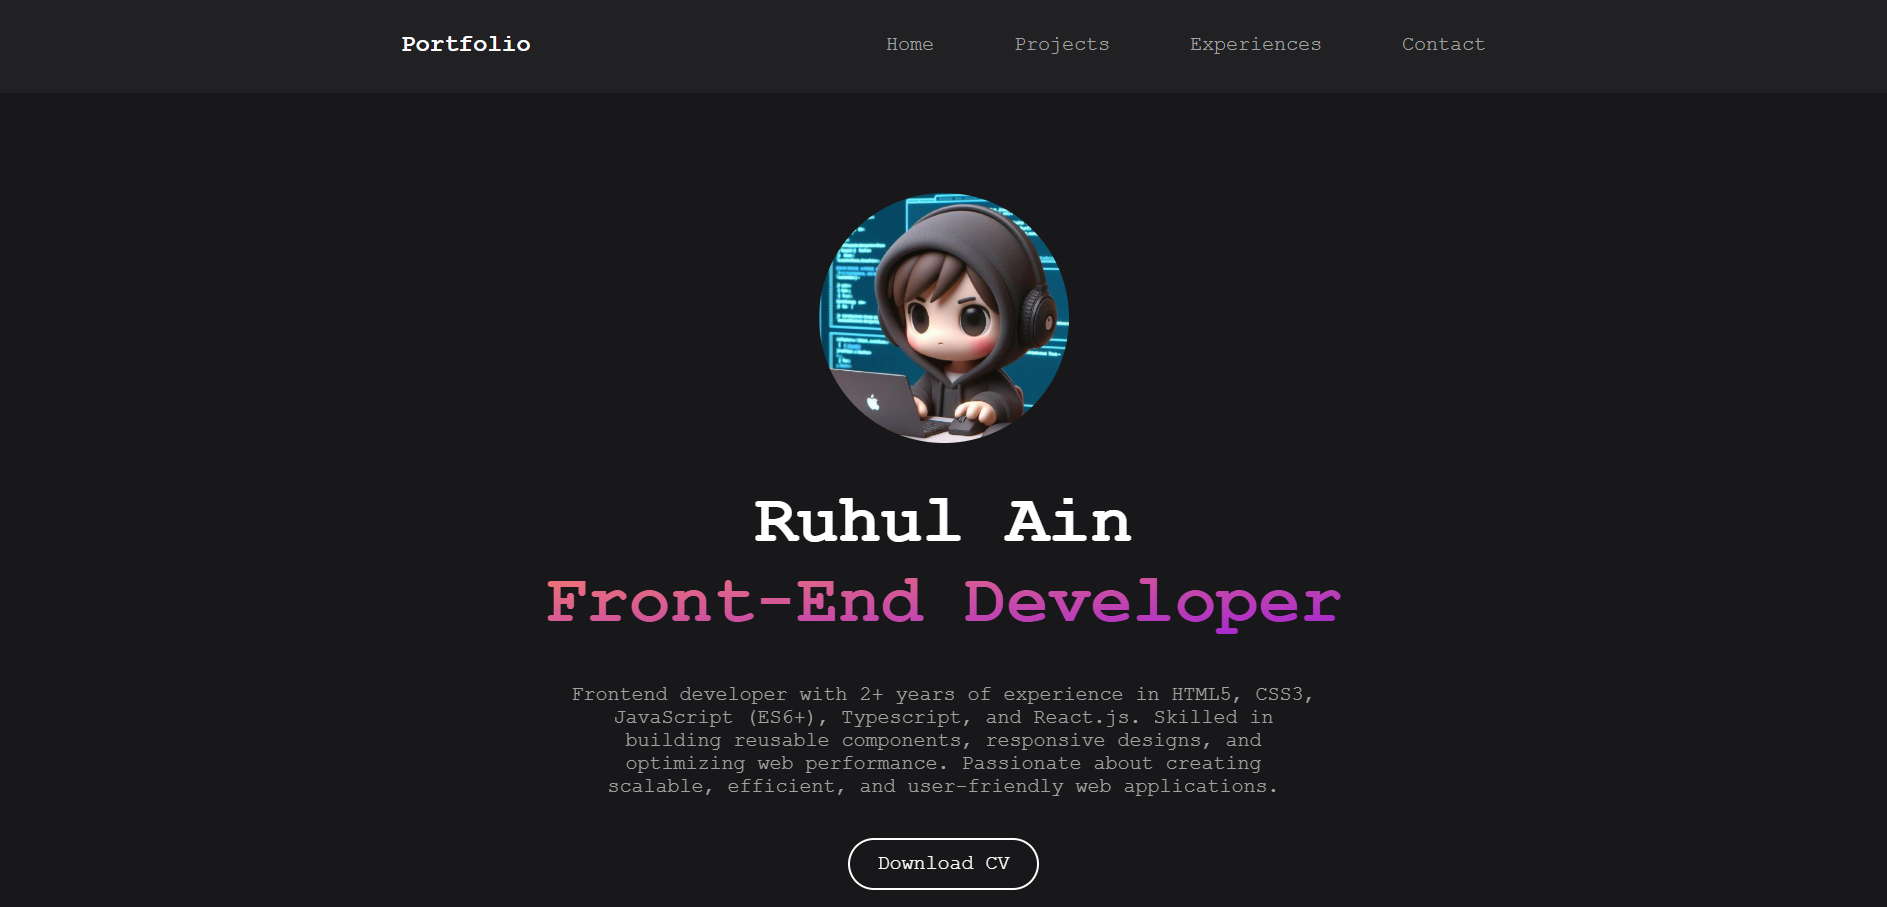 Portfolio
Home
Projects
Experiences
Contact
Ruhul Ain
Front-End Developer
Frontend developer with 2+ years of experience in HTML5, CSS3,
JavaScript (ES6+), Typescript, and React.js. Skilled in
building reusable components, responsive designs, and
optimizing web performance. Passionate about creating
scalable, efficient, and user-friendly web applications.
Download CV